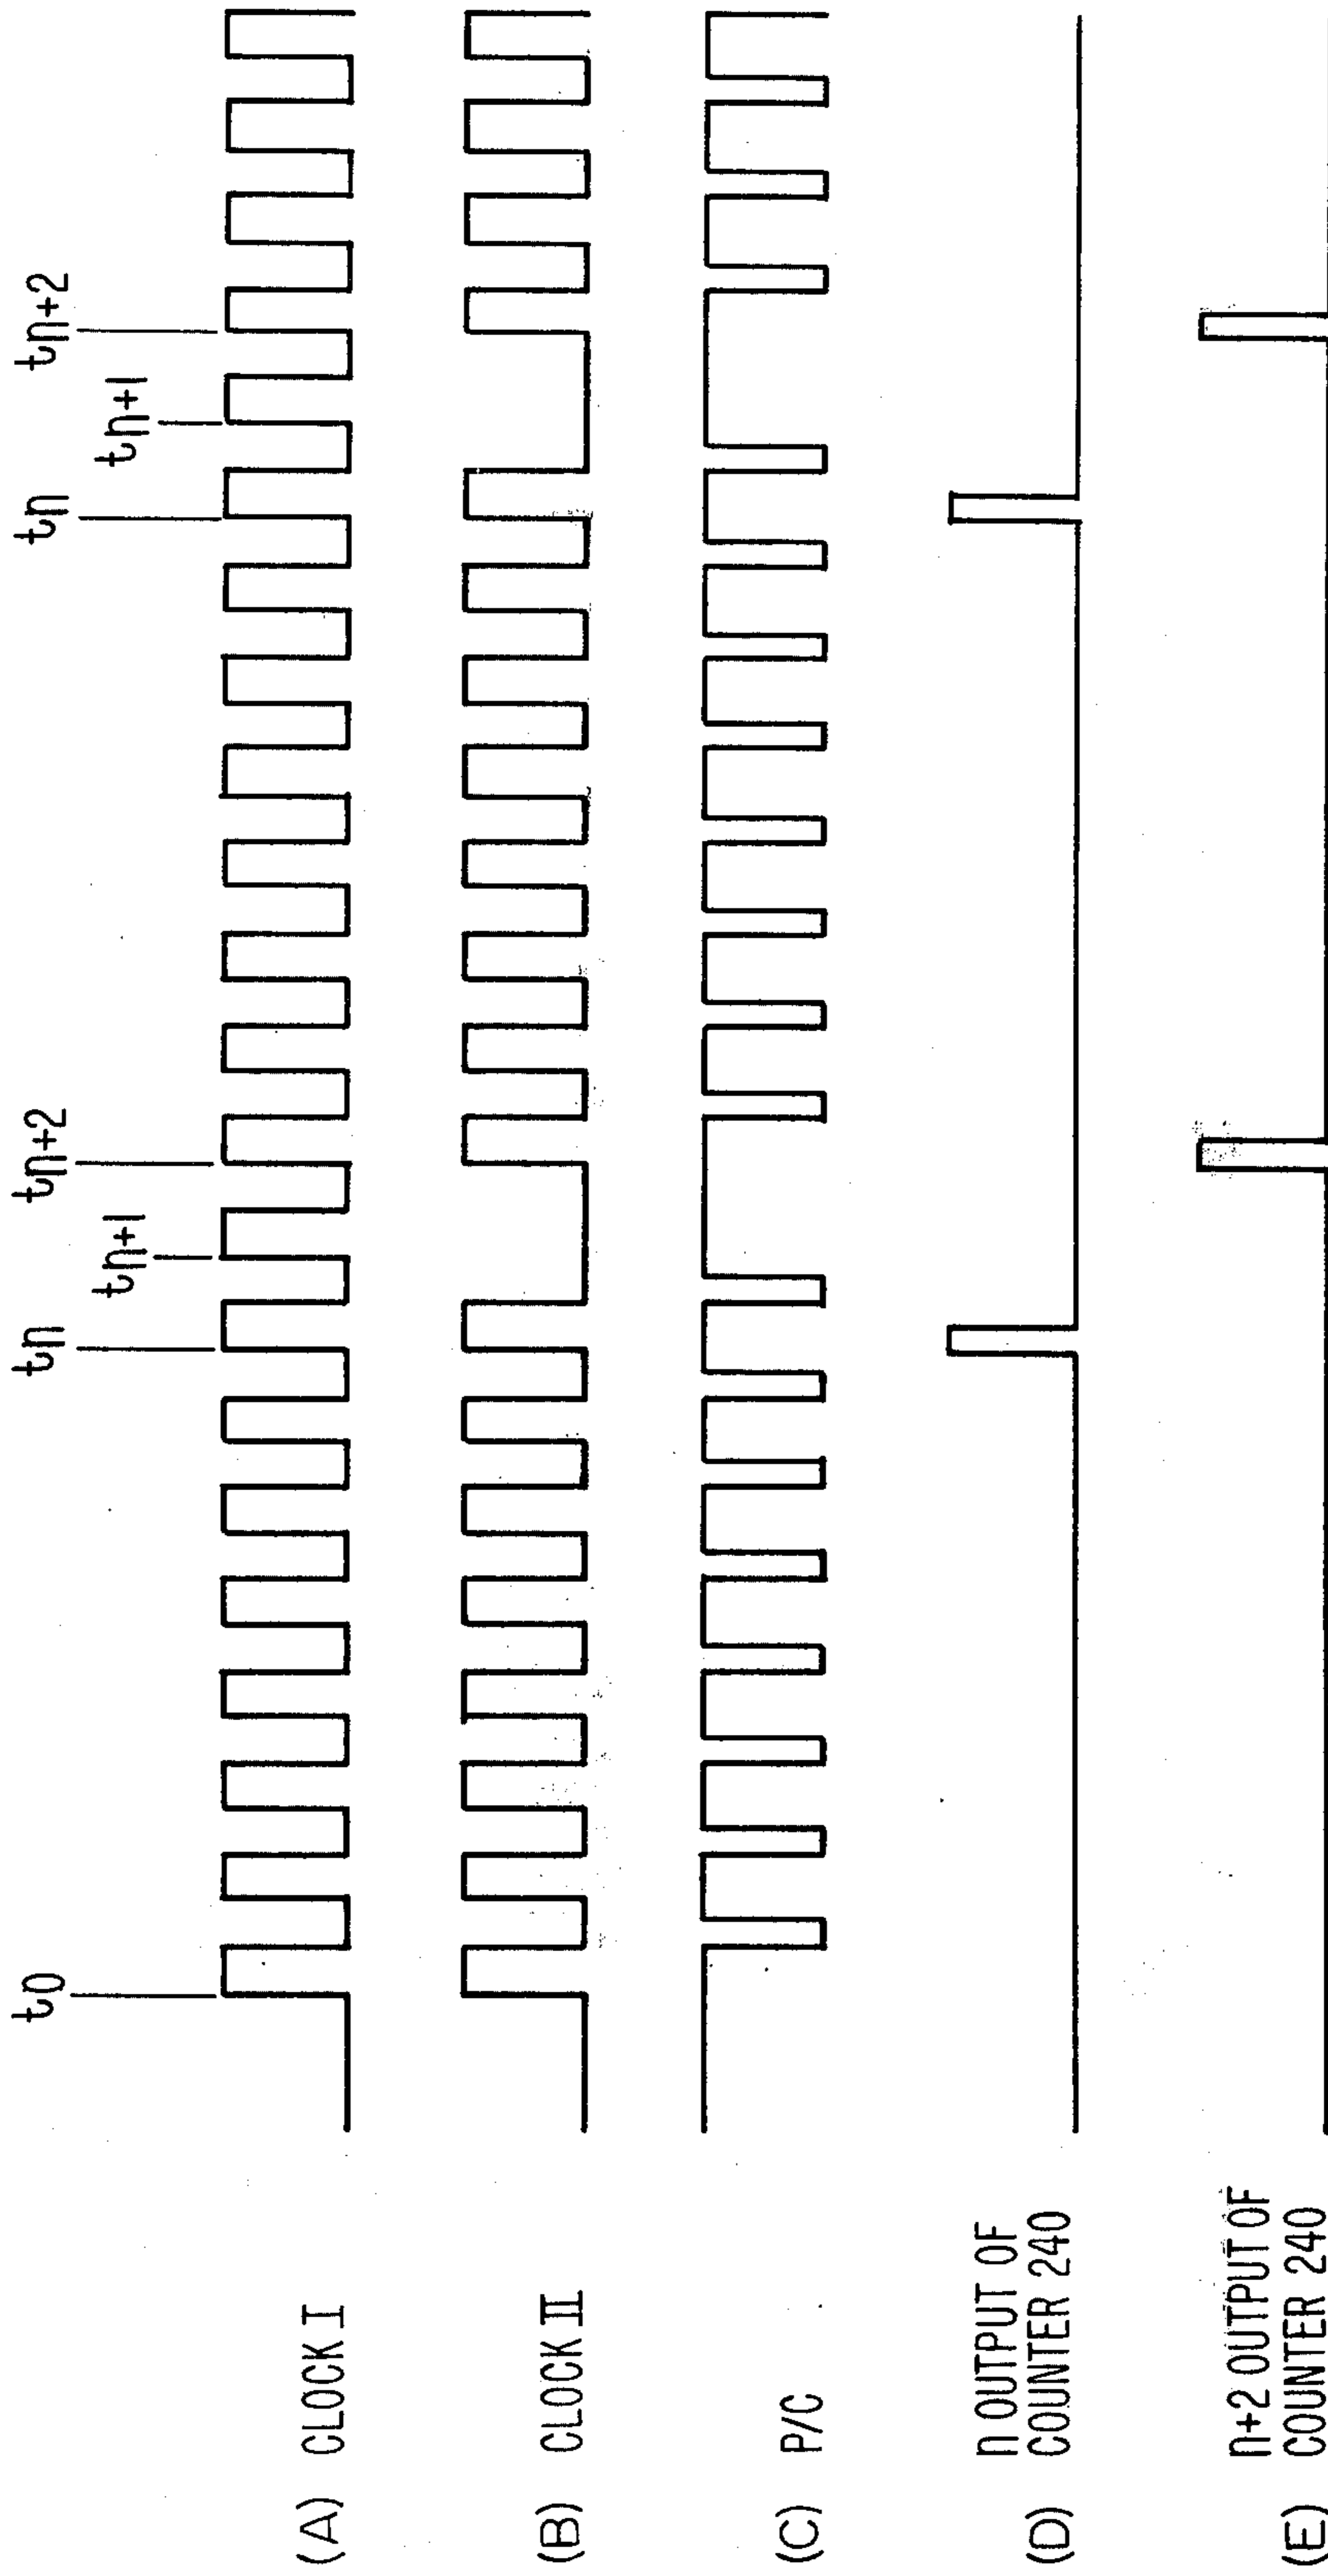 t0
tn
tn+1
tn+2
tn
tn+1
tn+2
(A) CLOCK I
(B) CLOCK II
(C) P/C
(D) n OUTPUT OF
COUNTER 240
(E) n+2 OUTPUT OF
COUNTER 240